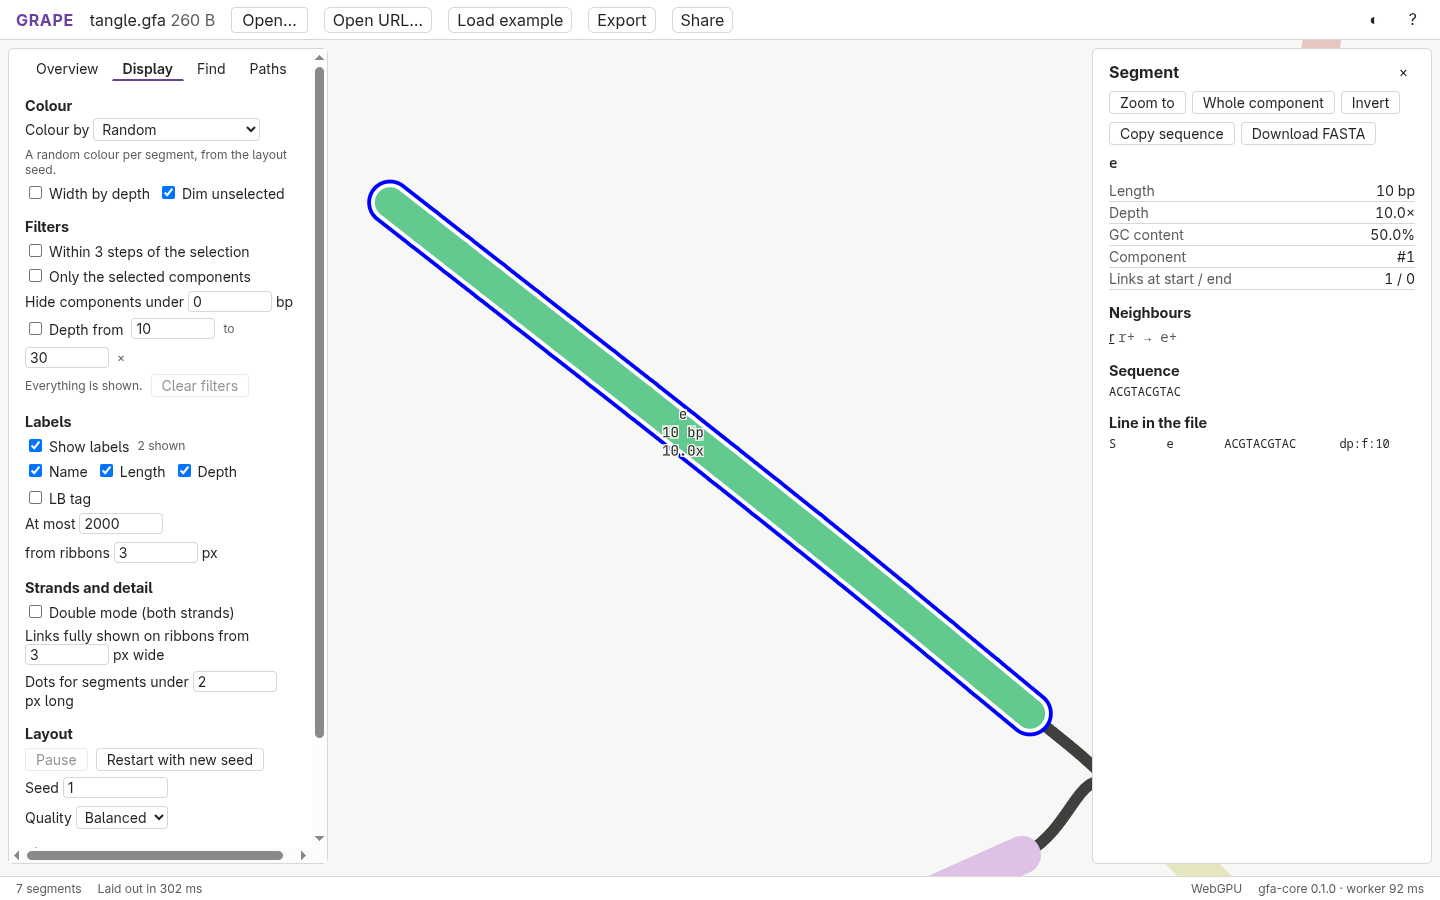 GRAPE tangle.gfa 260 B Open... Open URL... Load example Export Share ?
Overview Display Find Paths
Colour
Colour by Random
A random colour per segment, from the layout
seed.
Width by depth Dim unselected
Filters
Within 3 steps of the selection
Only the selected components
Hide components under 0 bp
Depth from 10 to
30 ×
Everything is shown. Clear filters
Labels
Show labels 2 shown
Name Length Depth
LB tag
At most 2000
from ribbons 3 px
Strands and detail
Double mode (both strands)
Links fully shown on ribbons from
3 px wide
Dots for segments under 2
px long
Layout
Pause Restart with new seed
Seed 1
Quality Balanced
e
10 bp
10.0x
Segment ×
Zoom to Whole component Invert
Copy sequence Download FASTA
e
Length 10 bp
Depth 10.0×
GC content 50.0%
Component #1
Links at start / end 1 / 0
Neighbours
r r+ → e+
Sequence
ACGTACGTAC
Line in the file
S e ACGTACGTAC dp:f:10
7 segments Laid out in 302 ms WebGPU gfa-core 0.1.0 · worker 92 ms